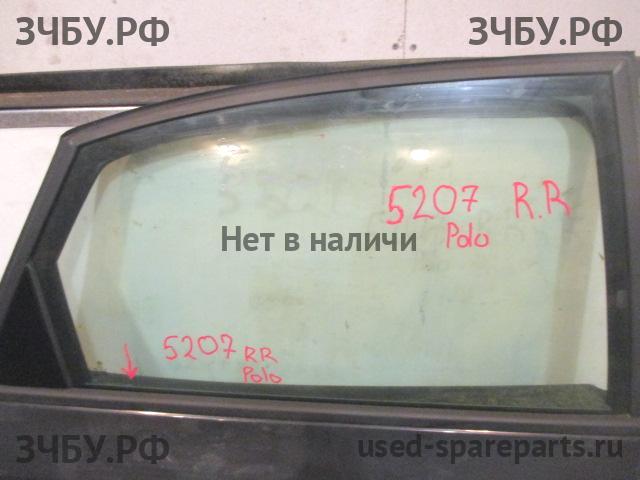 ЗЧБУ.РФ
ЗЧБУ.РФ
5207 R.R
Polo
Нет в наличи
5207 RR
Polo
ЗЧБУ.РФ
used-spareparts.ru